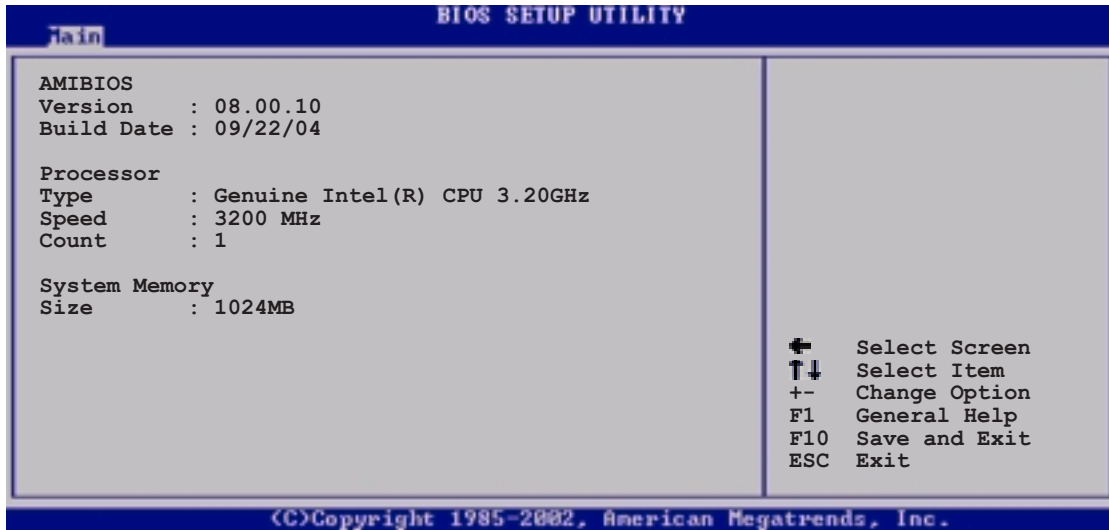 BIOS SETUP UTILITY
Main
AMIBIOS
Version : 08.00.10
Build Date : 09/22/04
Processor
Type : Genuine Intel(R) CPU 3.20GHz
Speed : 3200 MHz
Count : 1
System Memory
Size : 1024MB
← Select Screen
↑↓ Select Item
+- Change Option
F1 General Help
F10 Save and Exit
ESC Exit
(C)Copyright 1985-2002, American Megatrends, Inc.